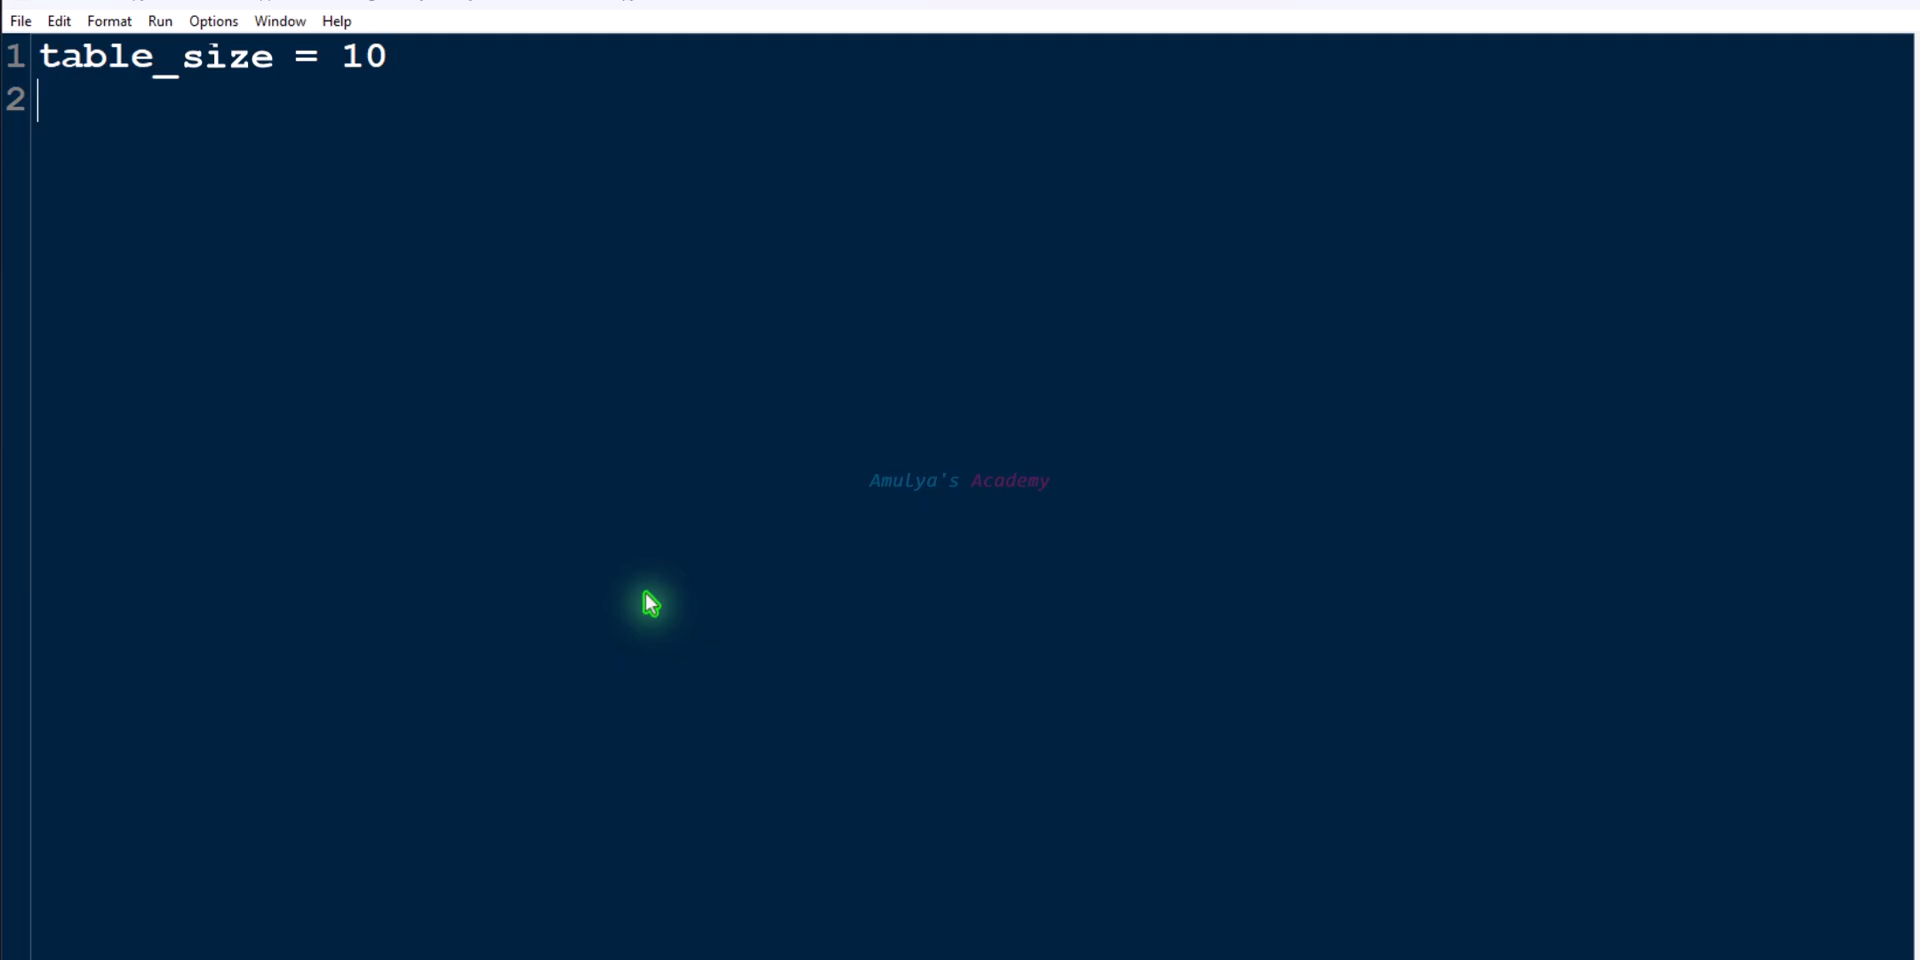 File Edit Format Run Options Window Help
1 table_size = 10
2
Amulya's Academy